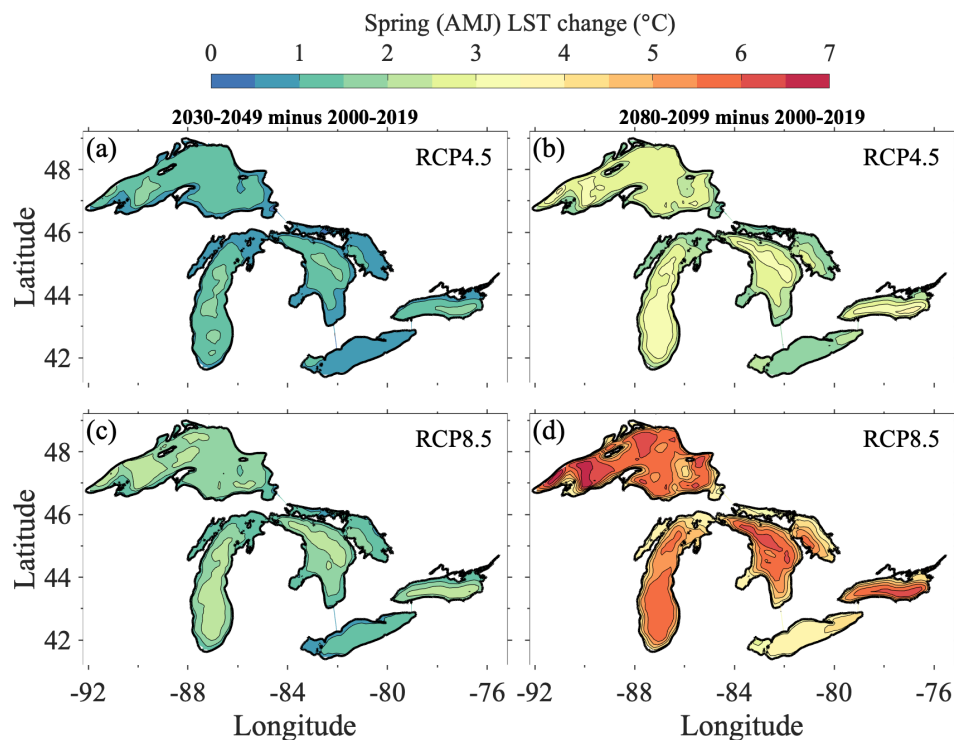 Spring (AMJ) LST change (°C)
0 1 2 3 4 5 6 7
2030-2049 minus 2000-2019
2080-2099 minus 2000-2019
(a)
RCP4.5
(b)
RCP4.5
48
46
44
42
Latitude
(c)
RCP8.5
(d)
RCP8.5
48
46
44
42
Latitude
-92 -88 -84 -80 -76
-92 -88 -84 -80 -76
Longitude
Longitude